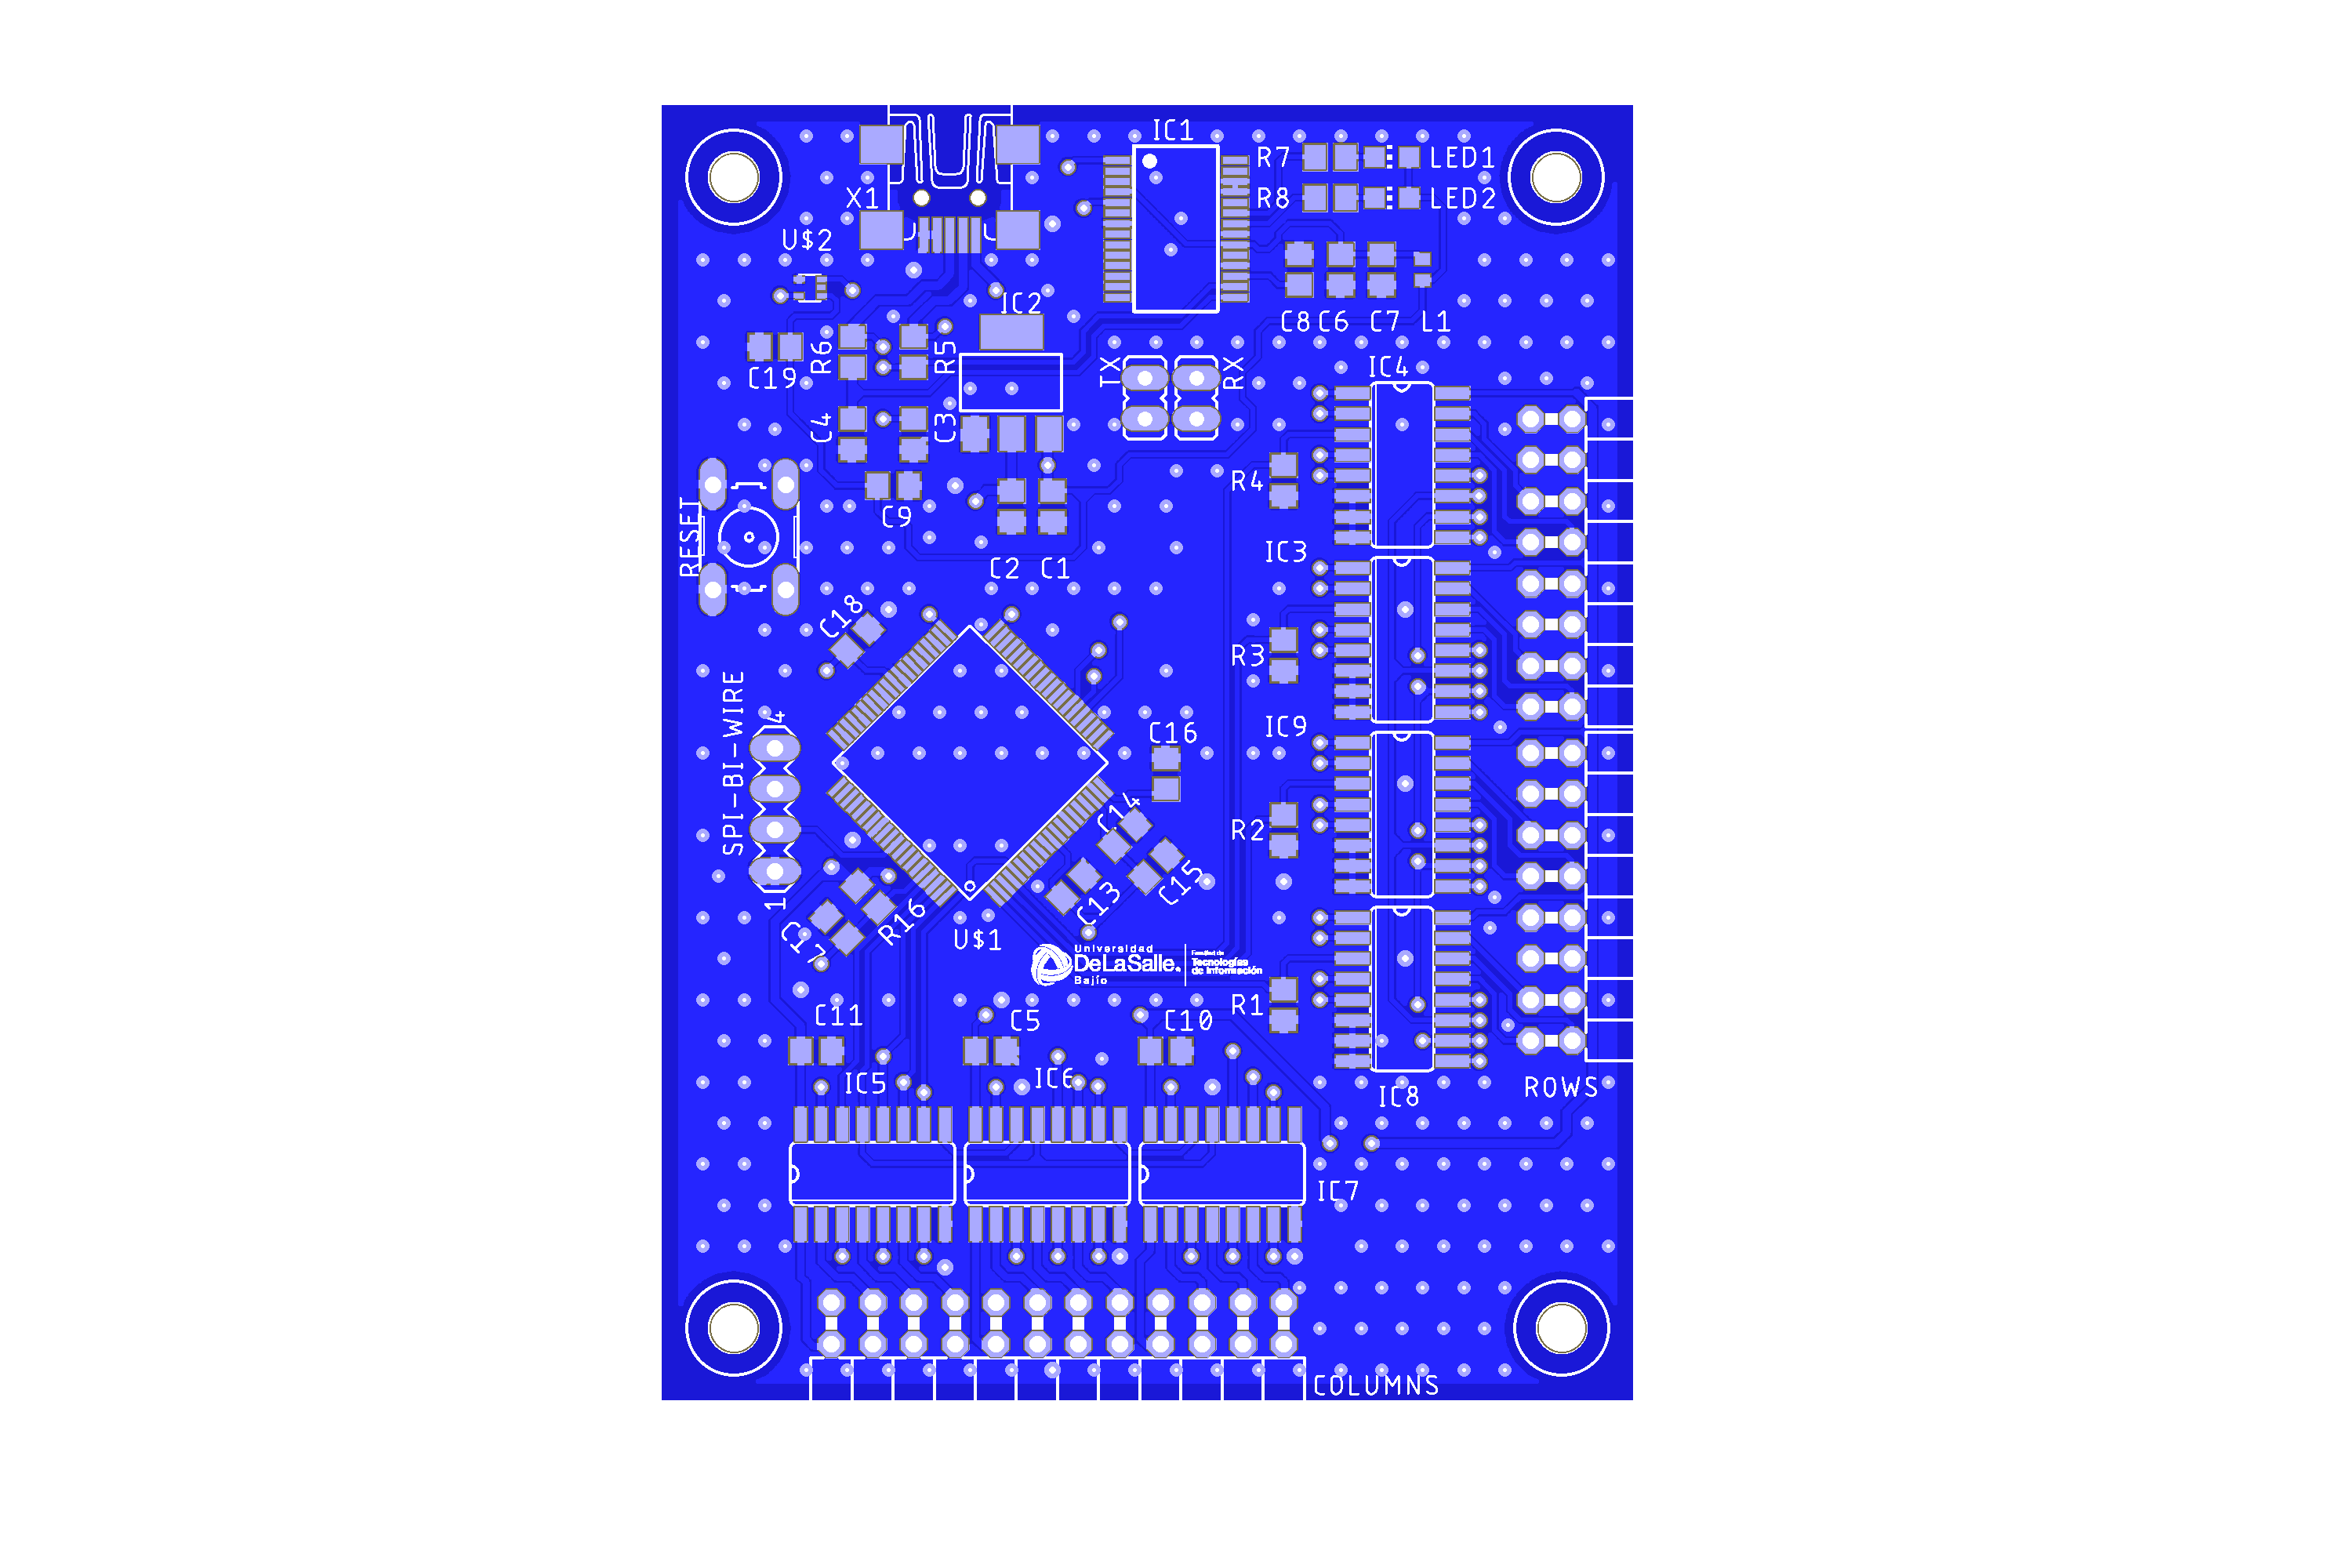 IC1
R7
LED1
R8
LED2
X1
U$2
IC2
C8
C6
C7
L1
R6
R5
C19
TX
RX
IC4
C4
C3
R4
RESET
C9
IC3
C2
C1
C18
R3
SPI-BI-WIRE
4
IC9
C16
C14
R2
1
C13
C15
R16
C17
U$1
Universidad
DeLaSalle
Bajío
Facultad de
Tecnologías
de Información
R1
C11
C5
C10
IC5
IC6
IC8
ROWS
IC7
COLUMNS